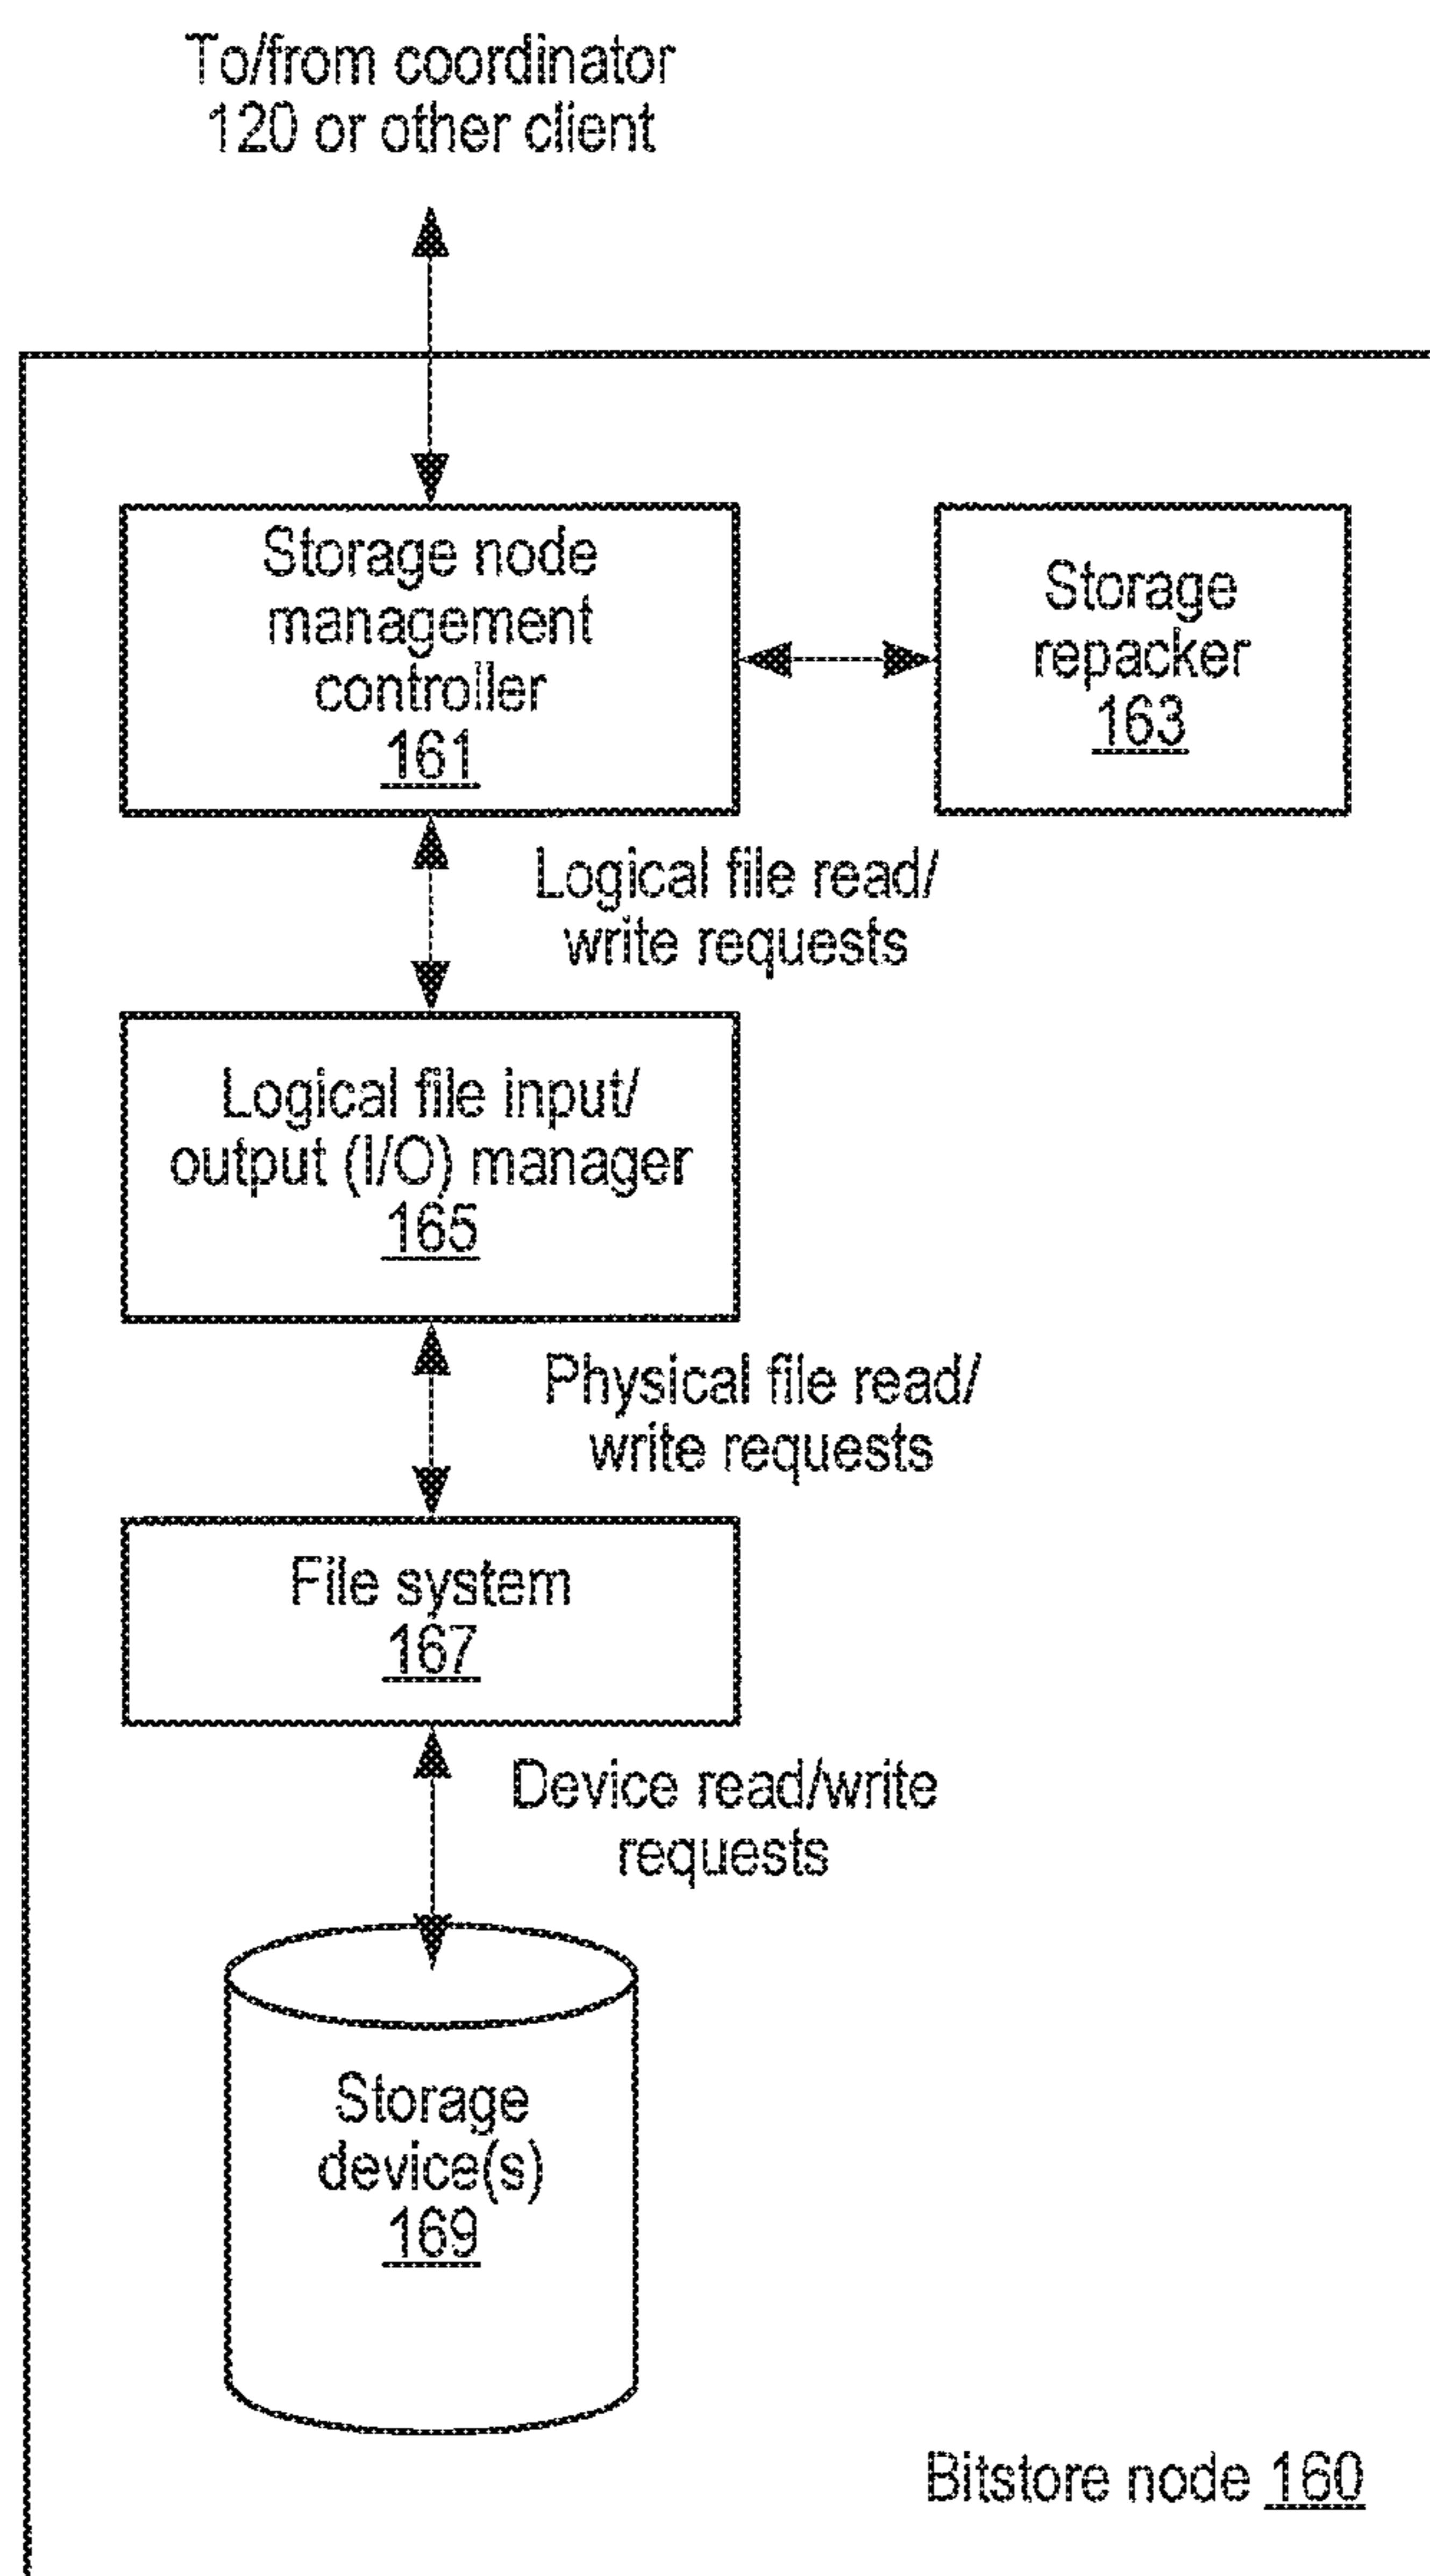 To/from coordinator
120 or other client
Storage node
management
controller
161
Storage
repacker
163
Logical file read/
write requests
Logical file input/
output (I/O) manager
165
Physical file read/
write requests
File system
167
Device read/write
requests
Storage
device(s)
169
Bitstore node 160